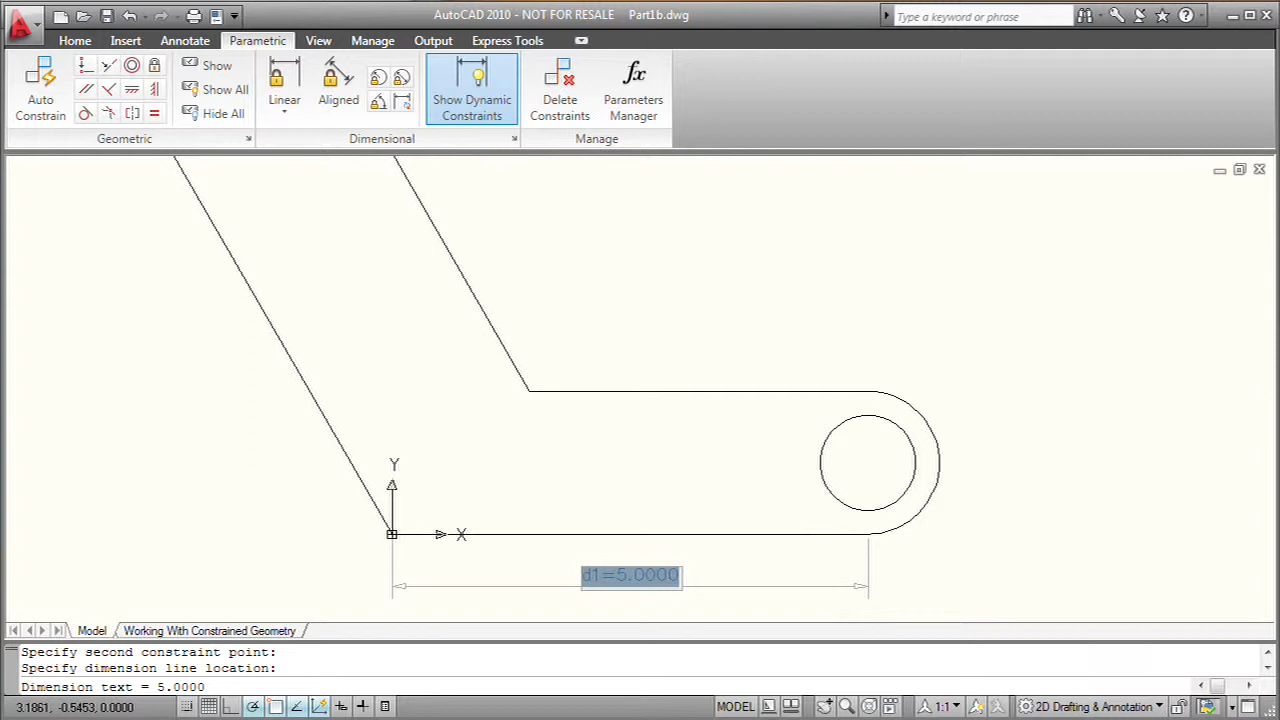 AutoCAD 2010 - NOT FOR RESALE Part1b.dwg
Type a keyword or phrase
Home Insert Annotate Parametric View Manage Output Express Tools
Auto Constrain
Show
Show All
Hide All
Linear
Aligned
Show Dynamic Constraints
Delete Constraints
fx
Parameters Manager
Geometric
Dimensional
Manage
Y
X
d1=5.0000
Model Working With Constrained Geometry
Specify second constraint point:
Specify dimension line location:
Dimension text = 5.0000
3.1861, -0.5453, 0.0000
MODEL
1:1
2D Drafting & Annotation